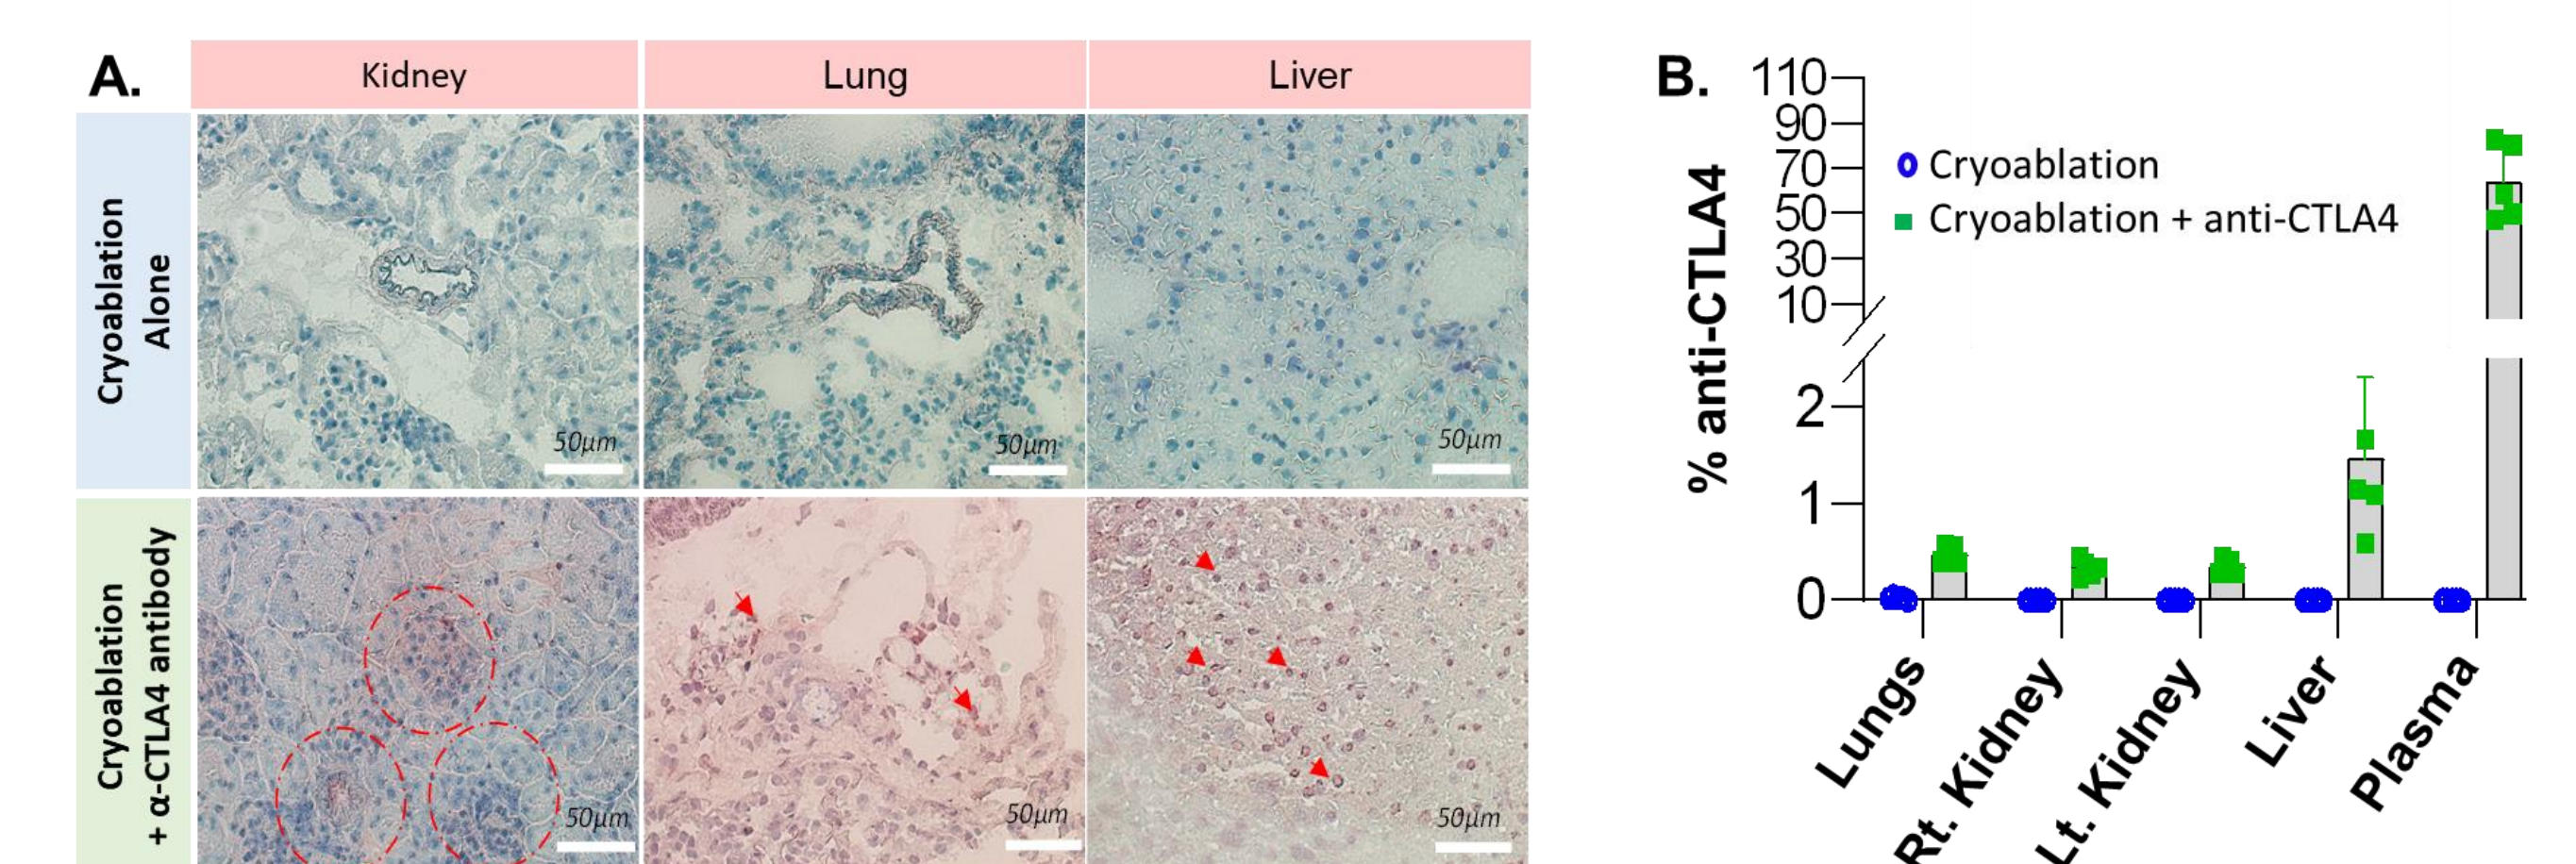 A.
Kidney
Lung
Liver
Cryoablation
Alone
50μm
50μm
50μm
Cryoablation
+ α-CTLA4 antibody
50μm
50μm
50μm
B.
% anti-CTLA4
110
90
70
50
30
10
2
1
0
Cryoablation
Cryoablation + anti-CTLA4
Lungs
Rt. Kidney
Lt. Kidney
Liver
Plasma